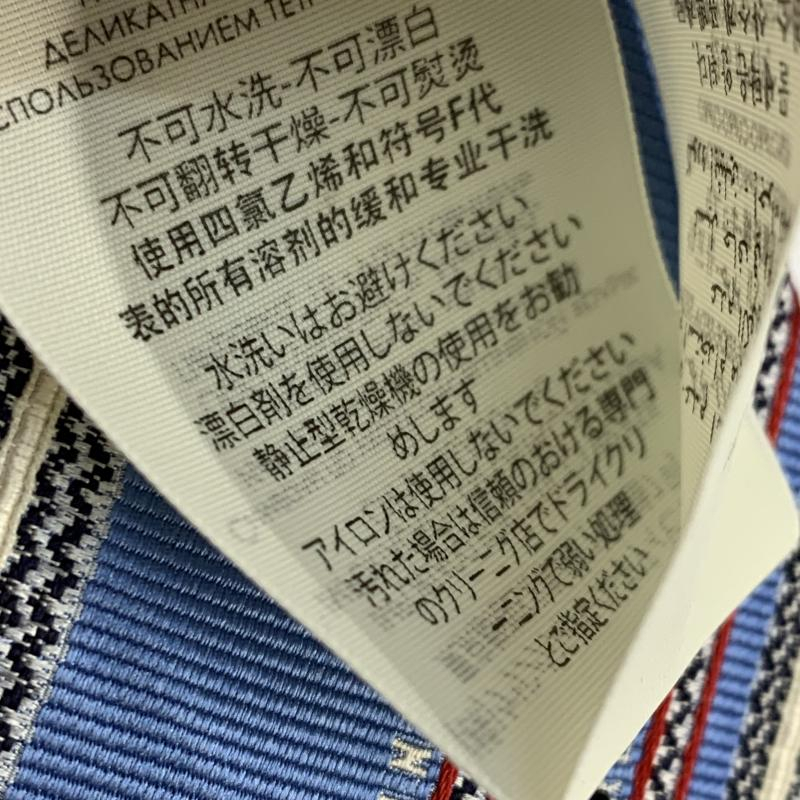 ДЕЛИКАТНА
СПОЛЬЗОВАНИЕМ ТЕТР
不可水洗-不可漂白
不可翻转干燥-不可熨烫
使用四氯乙烯和符号F代
表的所有溶剂的缓和专业干洗
水洗いはお避けください
漂白剤を使用しないでください
静止型乾燥機の使用をお勧
めします
アイロンは使用しないでください
汚れた場合は信頼のおける専門
のクリーニング店でドライクリ
ーニングで弱い処理
とご指定ください